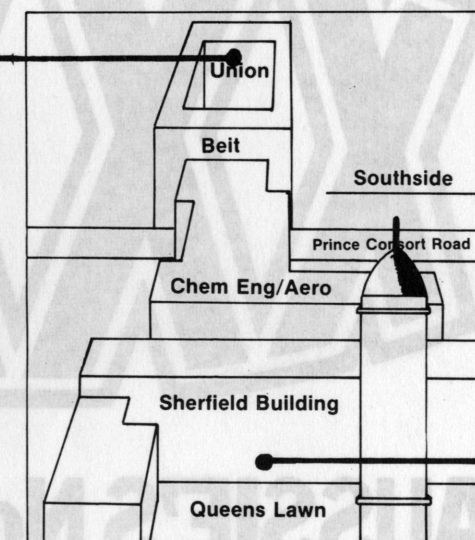 Union
Beit
Southside
Prince Consort Road
Chem Eng/Aero
Sherfield Building
Queens Lawn